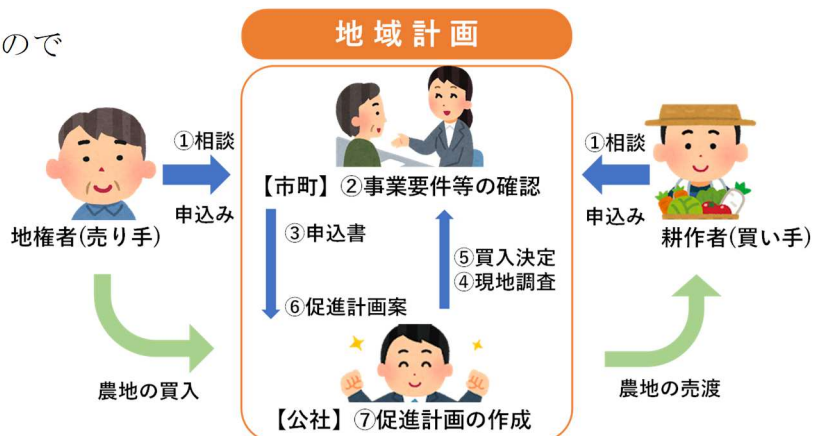 ので
地域計画
①相談
申込み
地権者(売り手)
【市町】②事業要件等の確認
①相談
申込み
耕作者(買い手)
③申込書
⑥促進計画案
⑤買入決定
④現地調査
農地の買入
農地の売渡
【公社】⑦促進計画の作成